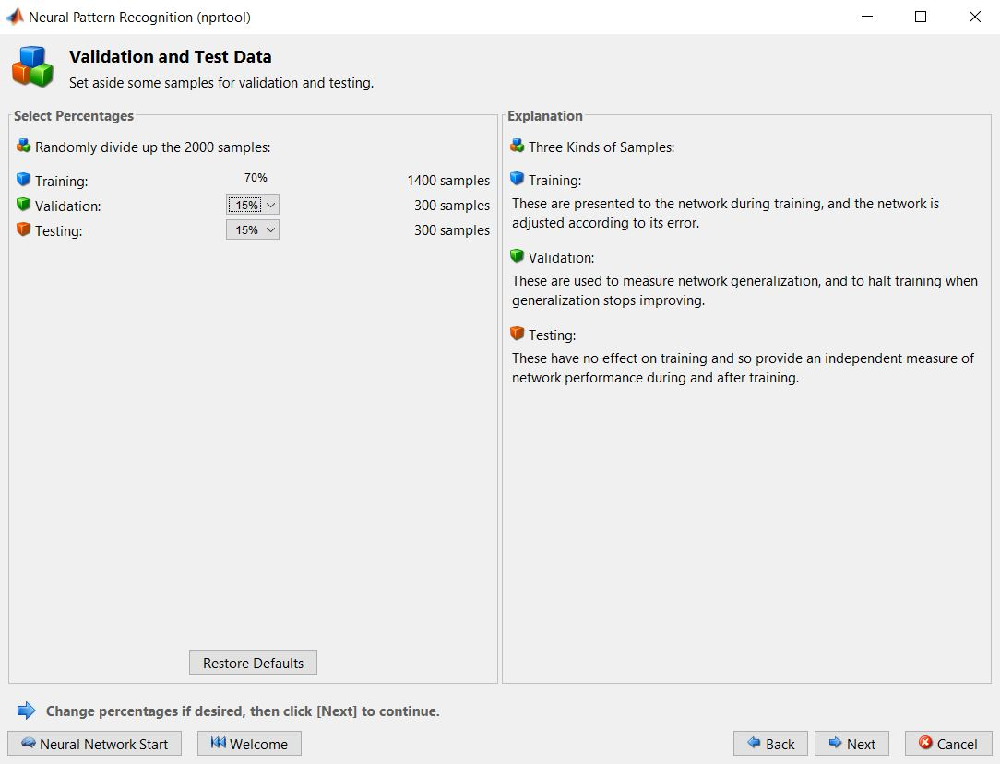 Neural Pattern Recognition (nprtool)
Validation and Test Data
Set aside some samples for validation and testing.
Select Percentages
Randomly divide up the 2000 samples:
Training: 70% 1400 samples
Validation: 15% 300 samples
Testing: 15% 300 samples
Restore Defaults
Explanation
Three Kinds of Samples:
Training:
These are presented to the network during training, and the network is
adjusted according to its error.
Validation:
These are used to measure network generalization, and to halt training when
generalization stops improving.
Testing:
These have no effect on training and so provide an independent measure of
network performance during and after training.
Change percentages if desired, then click [Next] to continue.
Neural Network Start Welcome Back Next Cancel